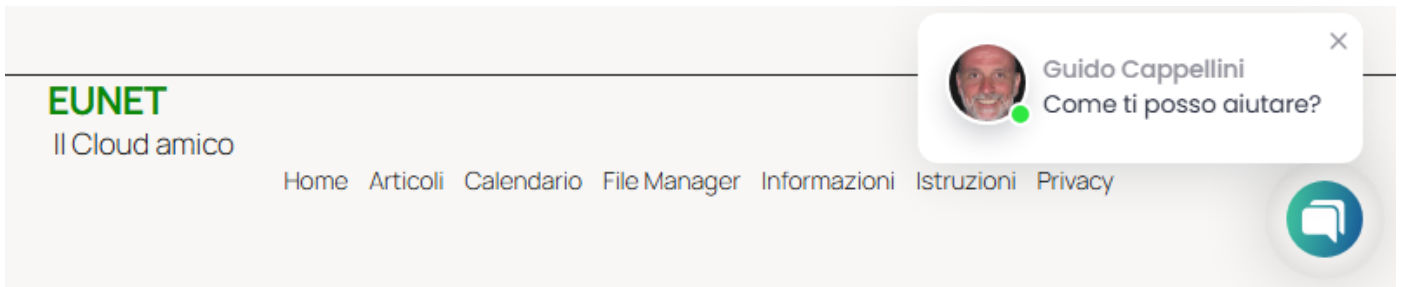 EUNET
Il Cloud amico
Home Articoli Calendario File Manager Informazioni Istruzioni Privacy
Guido Cappellini
Come ti posso aiutare?